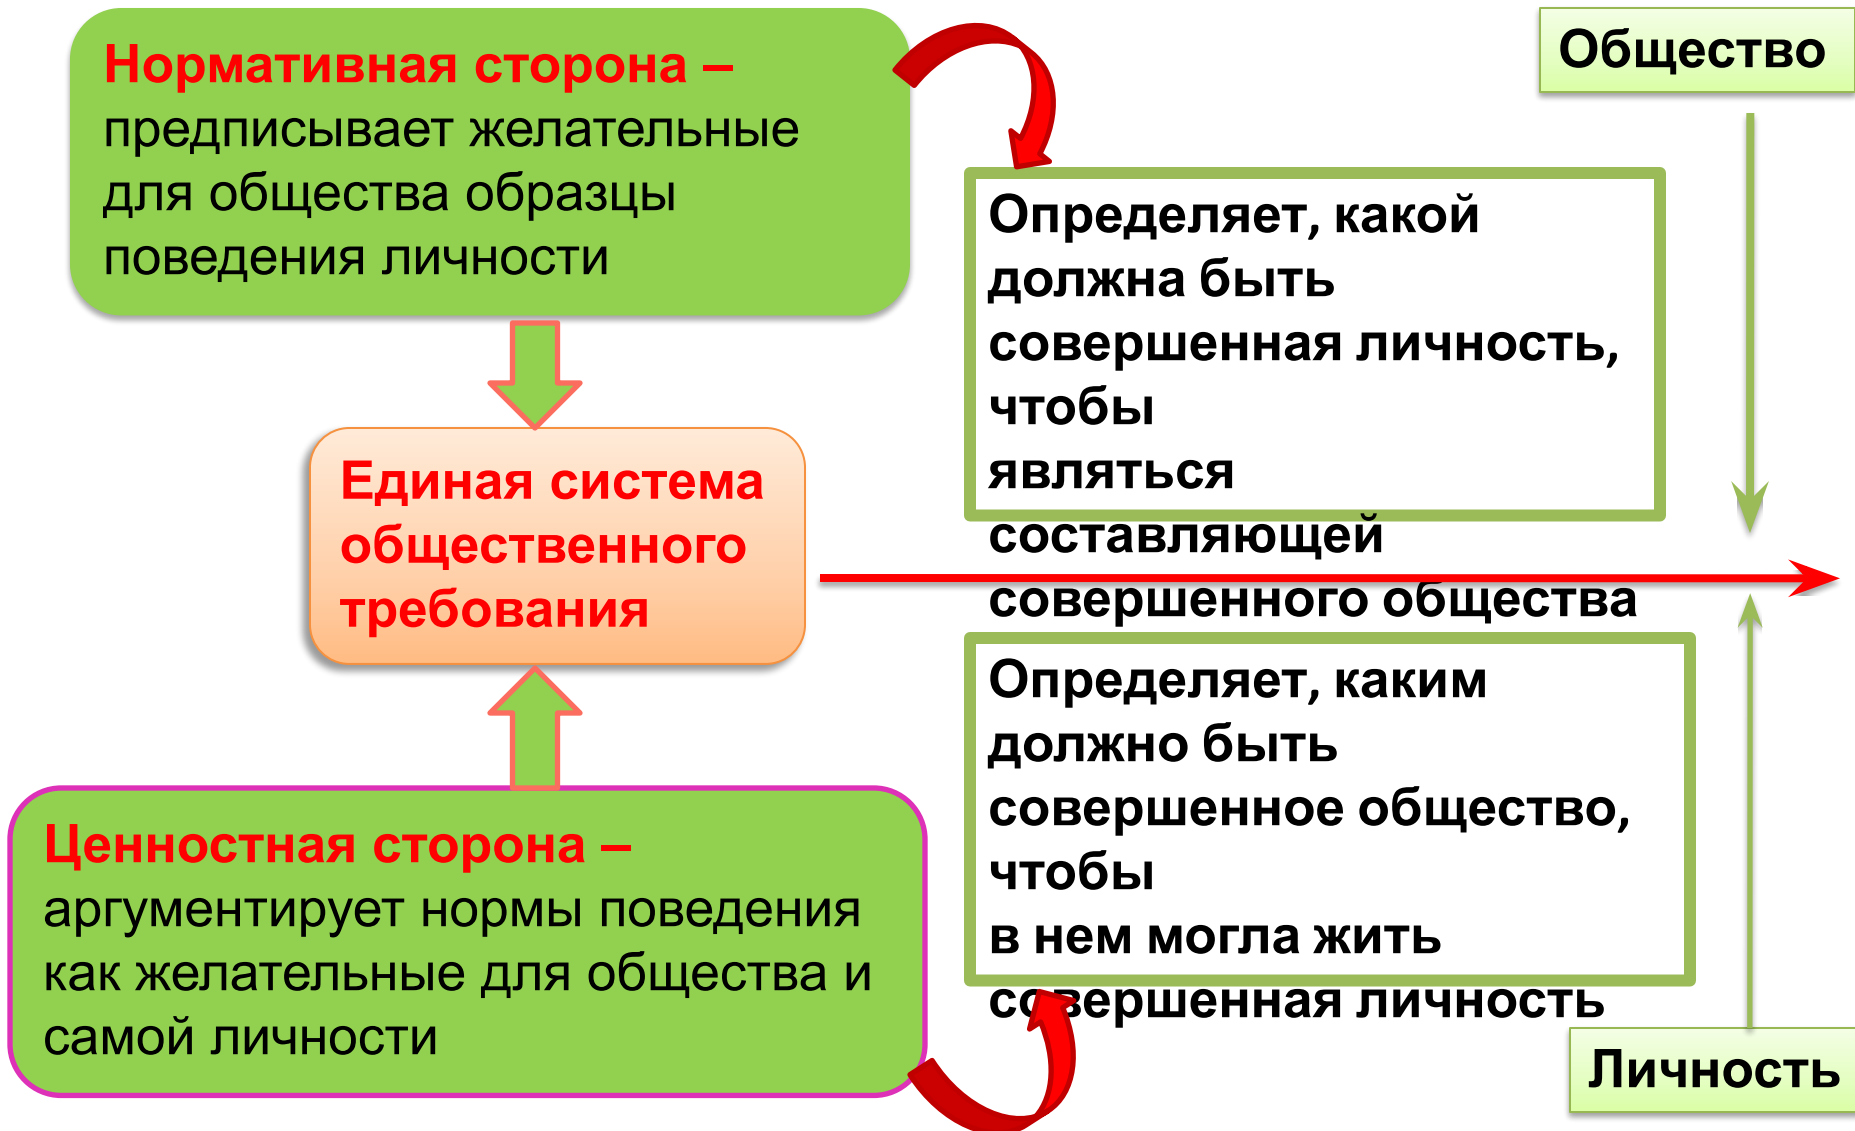 Нормативная сторона –
предписывает желательные
для общества образцы
поведения личности
Общество
Определяет, какой
должна быть
совершенная личность,
чтобы
являться
составляющей
совершенного общества
Единая система
общественного
требования
Определяет, каким
должно быть
совершенное общество,
чтобы
в нем могла жить
совершенная личность
Ценностная сторона –
аргументирует нормы поведения
как желательные для общества и
самой личности
Личность